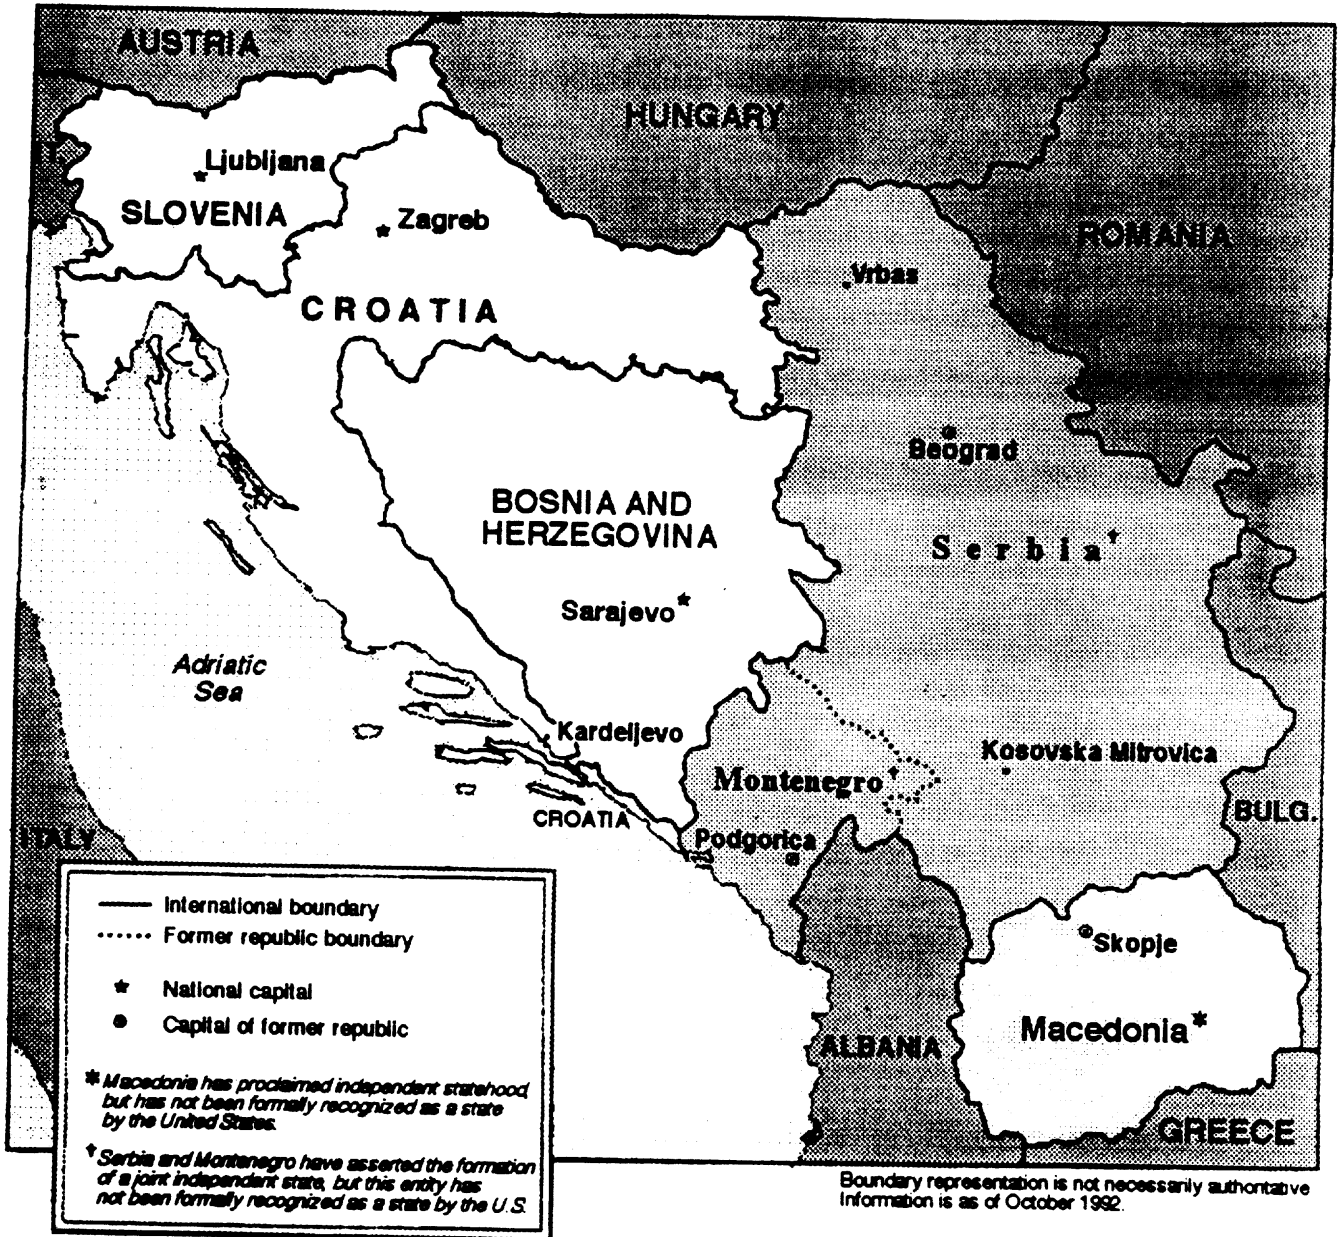 AUSTRIA
HUNGARY
IT.
Ljubljana
SLOVENIA
Zagreb
ROMANIA
Vrbas
CROATIA
Beograd
BOSNIA AND
HERZEGOVINA
Serbia†
Sarajevo
Adriatic
Sea
Kardeljevo
Kosovska Mitrovica
Montenegro†
BULG.
CROATIA
ITALY
Podgorica
International boundary
Former republic boundary
Skopje
National capital
Capital of former republic
Macedonia*
ALBANIA
* Macedonia has proclaimed independent statehood,
but has not been formally recognized as a state
by the United States.
GREECE
† Serbia and Montenegro have asserted the formation
of a joint independent state, but this entity has
not been formally recognized as a state by the U.S.
Boundary representation is not necessarily authoritative
Information is as of October 1992.